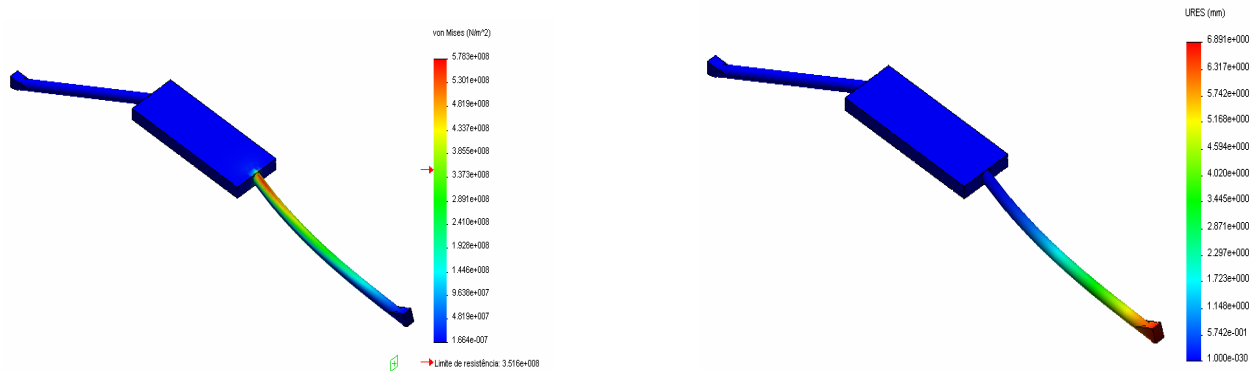 von Mises (N/m^2)
5.783e+008
5.301e+008
4.819e+008
4.337e+008
3.855e+008
3.373e+008
2.891e+008
2.410e+008
1.928e+008
1.446e+008
9.638e+007
4.819e+007
1.664e-007
Limite de resistência: 3.516e+008
URES (mm)
6.891e+000
6.317e+000
5.742e+000
5.168e+000
4.594e+000
4.020e+000
3.445e+000
2.871e+000
2.297e+000
1.723e+000
1.148e+000
5.742e-001
1.000e-030